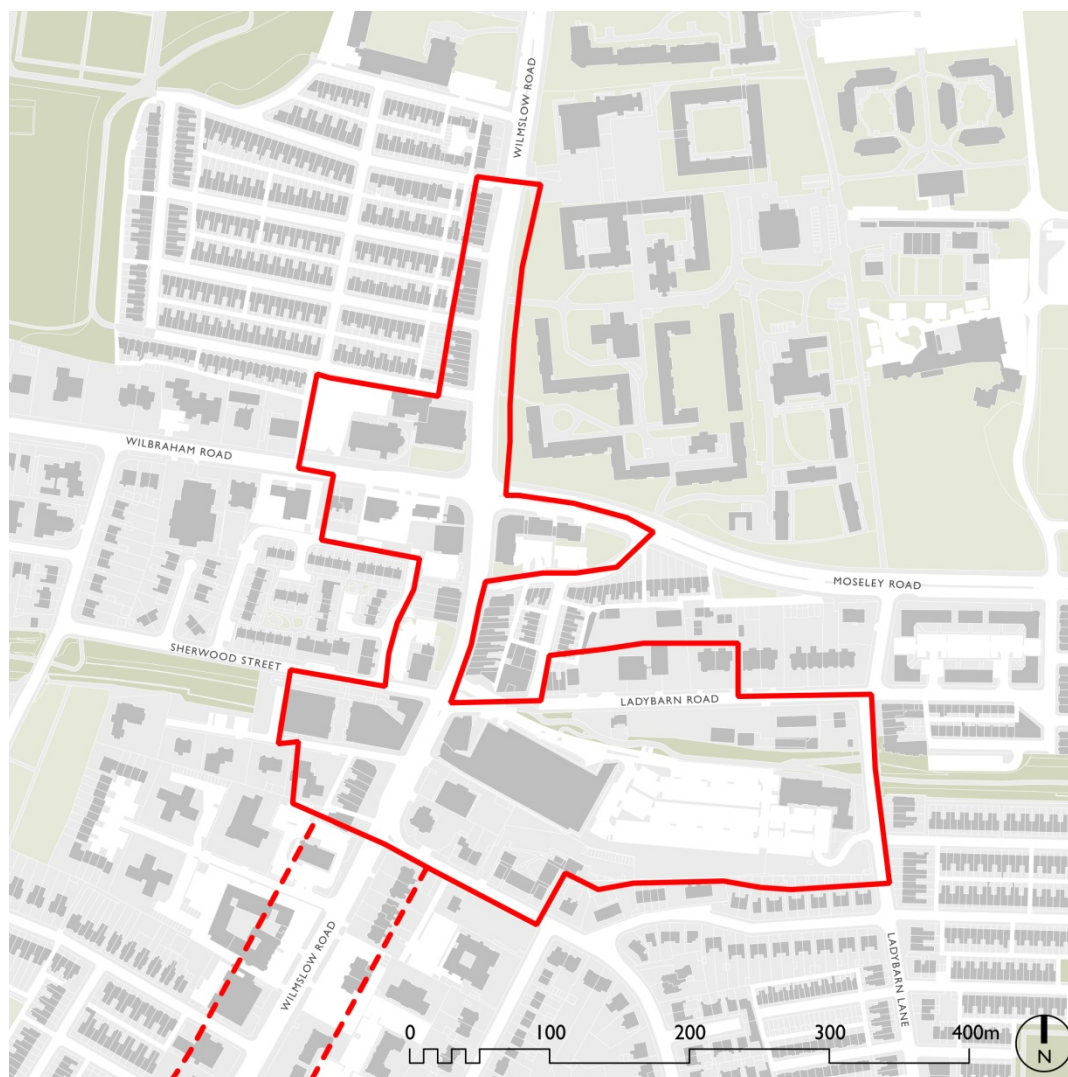 WILMSLOW ROAD
WILBRAHAM ROAD
MOSELEY ROAD
SHERWOOD STREET
LADYBARN ROAD
WILMSLOW ROAD
LADYBARN LANE
0 100 200 300 400m
N